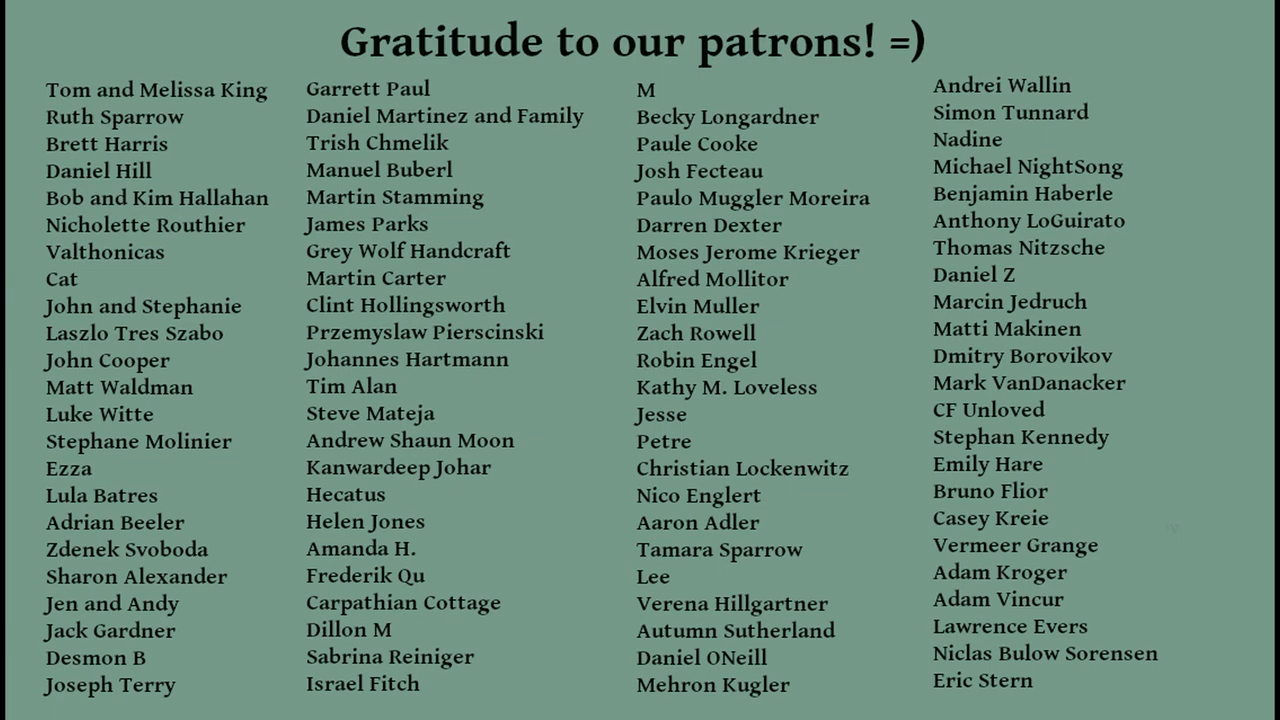 Gratitude to our patrons! =)
Tom and Melissa King
Ruth Sparrow
Brett Harris
Daniel Hill
Bob and Kim Hallahan
Nicholette Routhier
Valthonicas
Cat
John and Stephanie
Laszlo Tres Szabo
John Cooper
Matt Waldman
Luke Witte
Stephane Molinier
Ezza
Lula Batres
Adrian Beeler
Zdenek Svoboda
Sharon Alexander
Jen and Andy
Jack Gardner
Desmon B
Joseph Terry
Garrett Paul
Daniel Martinez and Family
Trish Chmelik
Manuel Buberl
Martin Stamming
James Parks
Grey Wolf Handcraft
Martin Carter
Clint Hollingsworth
Przemyslaw Pierscinski
Johannes Hartmann
Tim Alan
Steve Mateja
Andrew Shaun Moon
Kanwardeep Johar
Hecatus
Helen Jones
Amanda H.
Frederik Qu
Carpathian Cottage
Dillon M
Sabrina Reiniger
Israel Fitch
M
Becky Longardner
Paule Cooke
Josh Fecteau
Paulo Muggler Moreira
Darren Dexter
Moses Jerome Krieger
Alfred Mollitor
Elvin Muller
Zach Rowell
Robin Engel
Kathy M. Loveless
Jesse
Petre
Christian Lockenwitz
Nico Englert
Aaron Adler
Tamara Sparrow
Lee
Verena Hillgartner
Autumn Sutherland
Daniel ONeill
Mehron Kugler
Andrei Wallin
Simon Tunnard
Nadine
Michael NightSong
Benjamin Haberle
Anthony LoGuirato
Thomas Nitzsche
Daniel Z
Marcin Jedruch
Matti Makinen
Dmitry Borovikov
Mark VanDanacker
CF Unloved
Stephan Kennedy
Emily Hare
Bruno Flior
Casey Kreie
Vermeer Grange
Adam Kroger
Adam Vincur
Lawrence Evers
Niclas Bulow Sorensen
Eric Stern